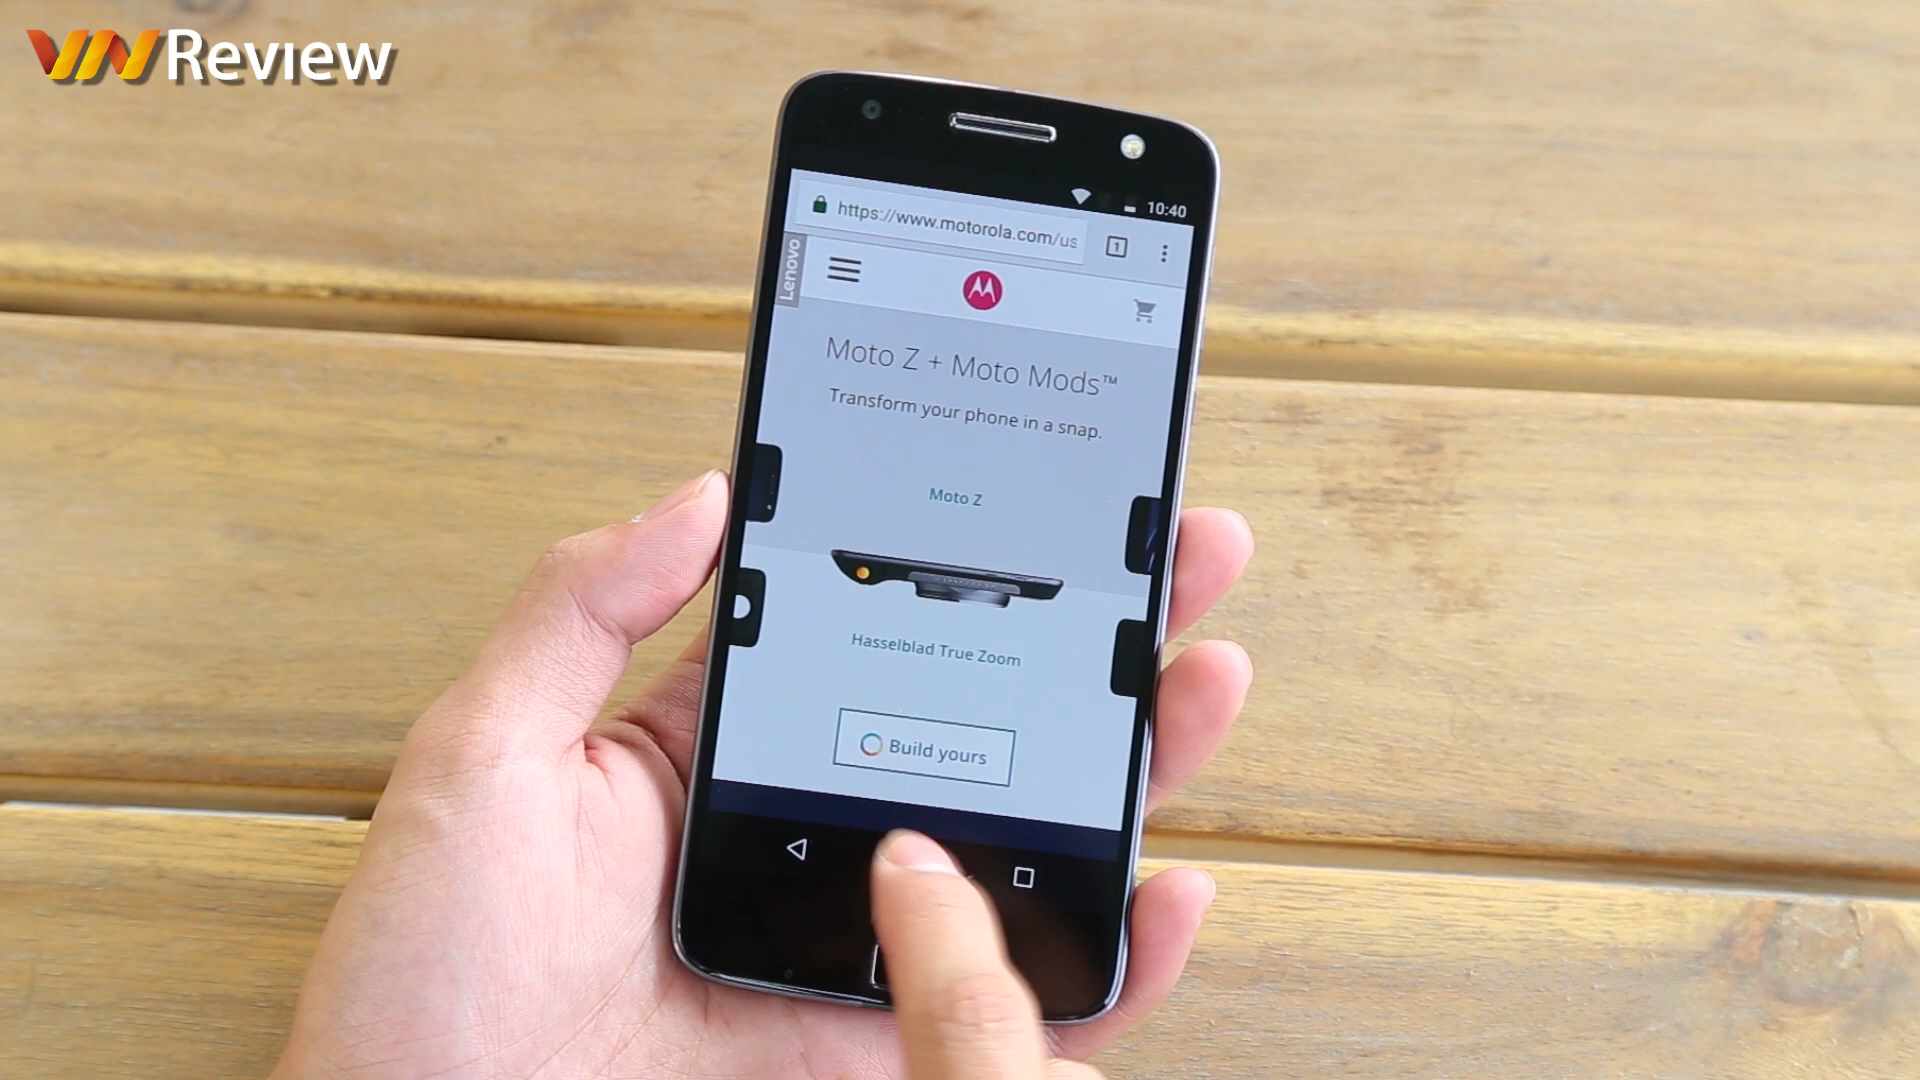 VNReview
10:40
https://www.motorola.com/us
1
Lenovo
Moto Z + Moto Mods™
Transform your phone in a snap.
Moto Z
Hasselblad True Zoom
Build yours